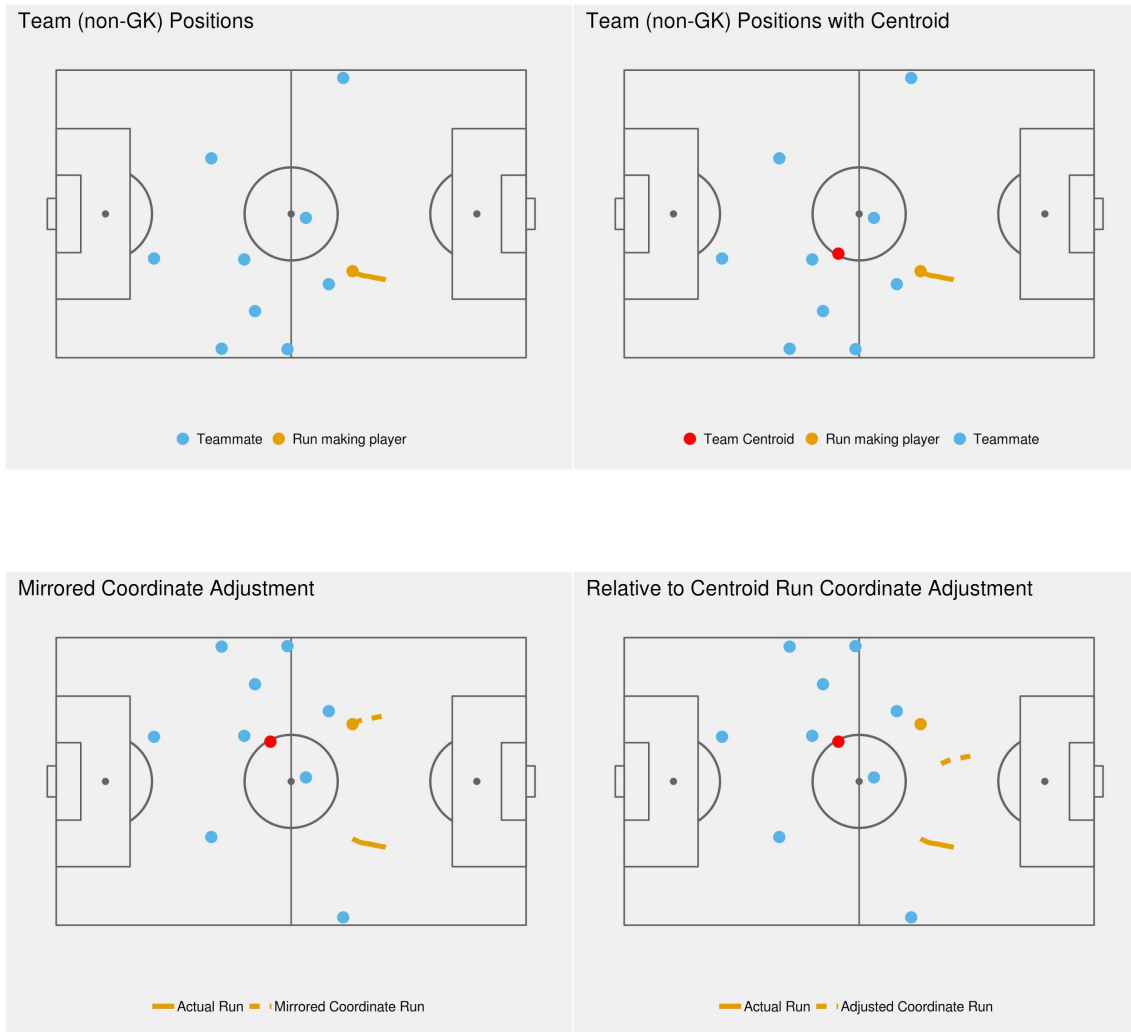 Team (non-GK) Positions
Team (non-GK) Positions with Centroid
Teammate Run making player
Team Centroid Run making player Teammate
Mirrored Coordinate Adjustment
Relative to Centroid Run Coordinate Adjustment
Actual Run Mirrored Coordinate Run
Actual Run Adjusted Coordinate Run